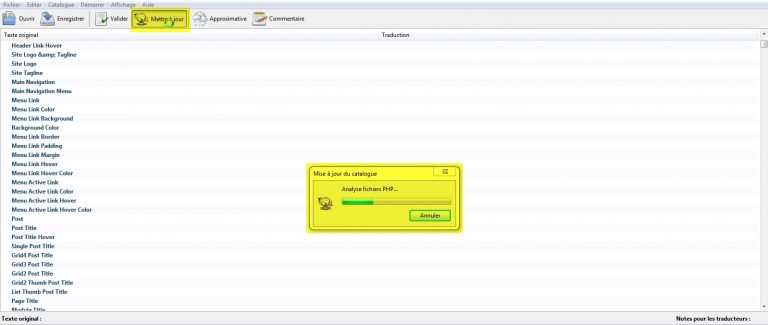 Fichier Éditer Catalogue Démarrer Affichage Aide
Ouvrir Enregistrer Valider Mettre à jour Approximative Commentaire
Texte original Traduction
Header Link Hover
Site Logo &amp; Tagline
Site Logo
Site Tagline
Main Navigation
Main Navigation Menu
Menu Link
Menu Link Color
Menu Link Background
Background Color
Menu Link Border
Menu Link Padding
Menu Link Margin
Menu Link Hover
Menu Link Hover Color
Menu Active Link
Menu Active Link Color
Menu Active Link Hover
Menu Active Link Hover Color
Post
Post Title
Post Title Hover
Single Post Title
Grid4 Post Title
Grid3 Post Title
Grid2 Post Title
Grid2 Thumb Post Title
List Thumb Post Title
Page Title
Module Title
Mise à jour du catalogue
Analyse fichiers PHP...
Annuler
Texte original : Notes pour les traducteurs :